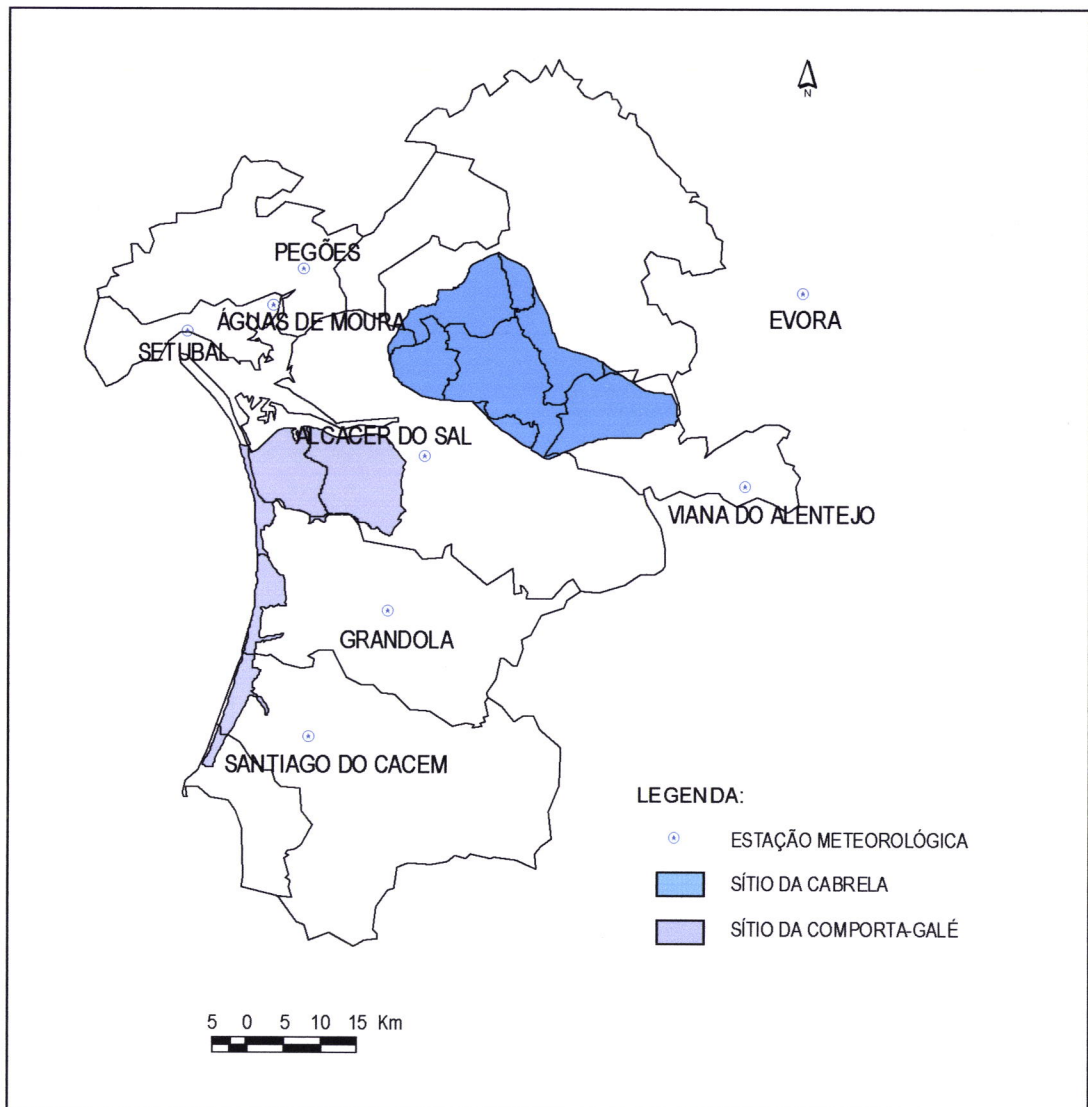 N
PEGÕES
ÁGUAS DE MOURA
SETUBAL
EVORA
ALCACER DO SAL
VIANA DO ALENTEJO
GRANDOLA
SANTIAGO DO CACEM
LEGENDA:
ESTAÇÃO METEOROLÓGICA
SÍTIO DA CABRELA
SÍTIO DA COMPORTA-GALÉ
5 0 5 10 15 Km